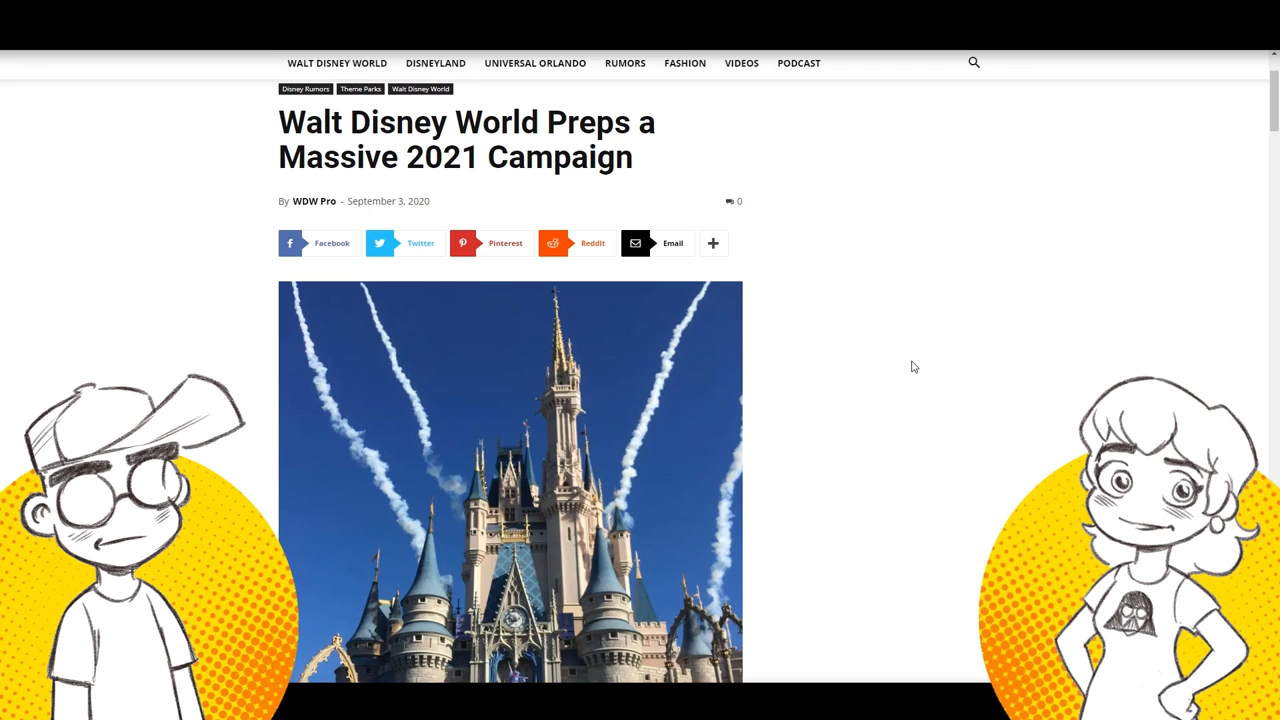 WALT DISNEY WORLD DISNEYLAND UNIVERSAL ORLANDO RUMORS FASHION VIDEOS PODCAST
Disney Rumors Theme Parks Walt Disney World
Walt Disney World Preps a
Massive 2021 Campaign
By WDW Pro - September 3, 2020 0
Facebook Twitter Pinterest ReddIt Email